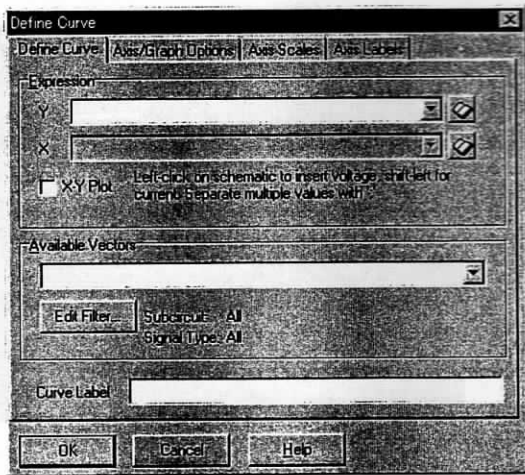 Define Curve
Define Curve Axis/Graph Options Axis Scales Axis Labels
Expression
Y
X
X-Y Plot
Left-click on schematic to insert voltage, shift-left for
current. Separate multiple values with ';'
Available Vectors
Edit Filter...
Subcircuit: All
Signal Type: All
Curve Label
OK Cancel Help